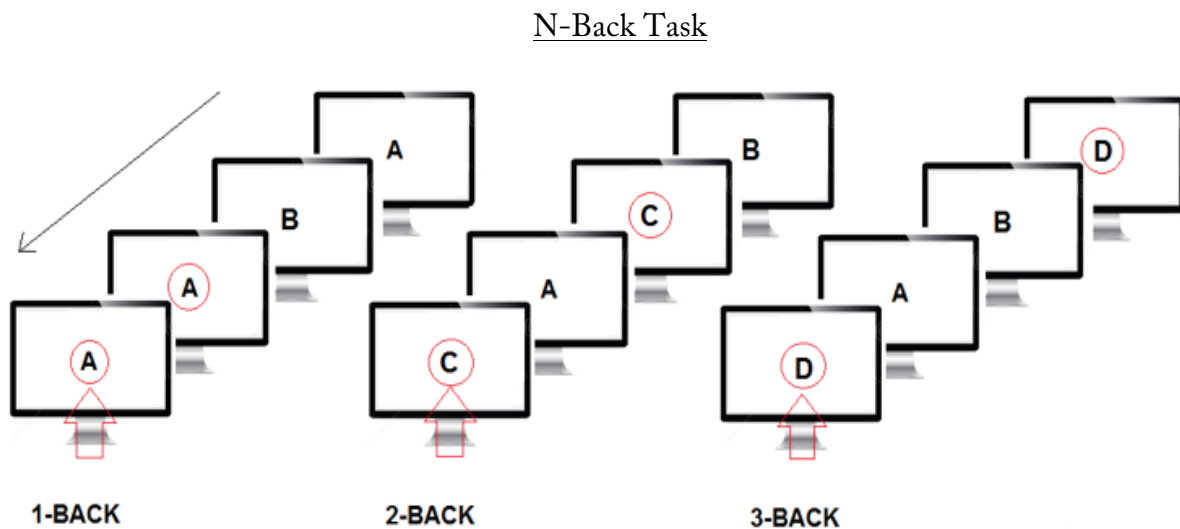 N-Back Task
A B D
B C B
A A A
A C D
1-BACK 2-BACK 3-BACK